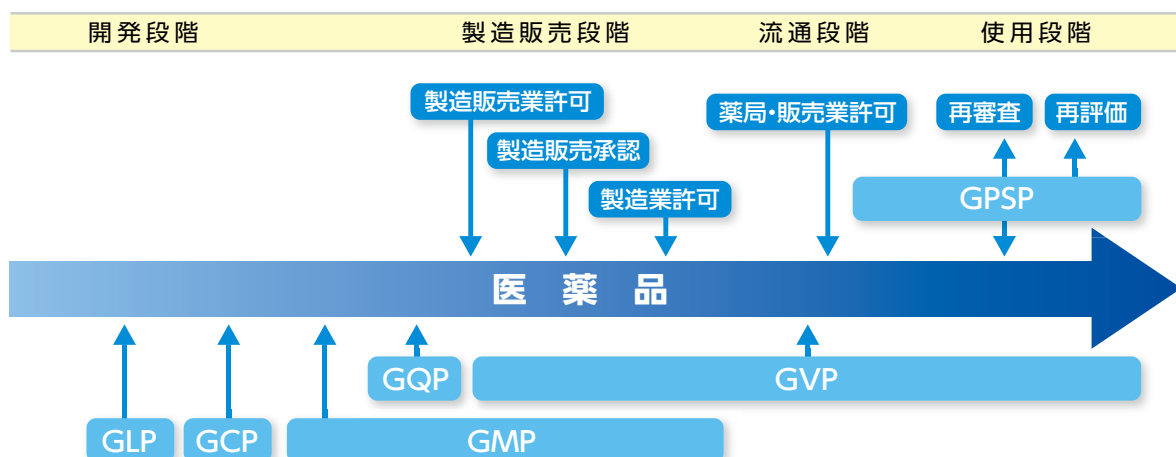 開発段階 製造販売段階 流通段階 使用段階
製造販売業許可 薬局・販売業許可 再審査 再評価
製造販売承認
製造業許可 GPSP
医薬品
GQP GVP
GLP GCP GMP